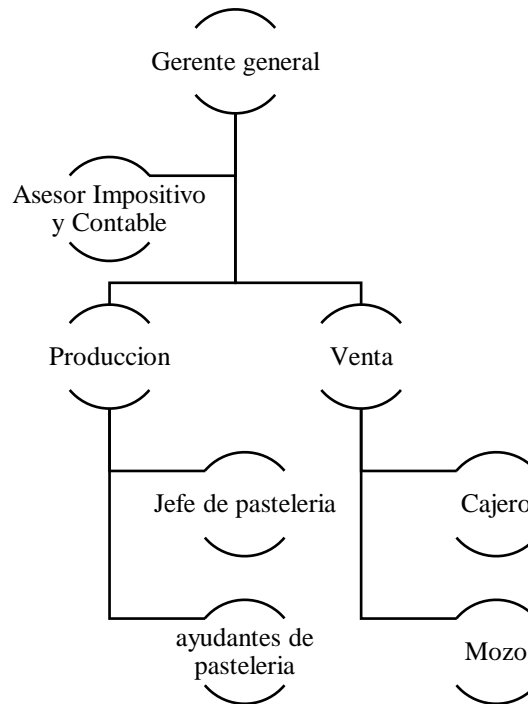 Gerente general
Asesor Impositivo
y Contable
Produccion
Venta
Jefe de pasteleria
Cajero
ayudantes de
pasteleria
Mozo